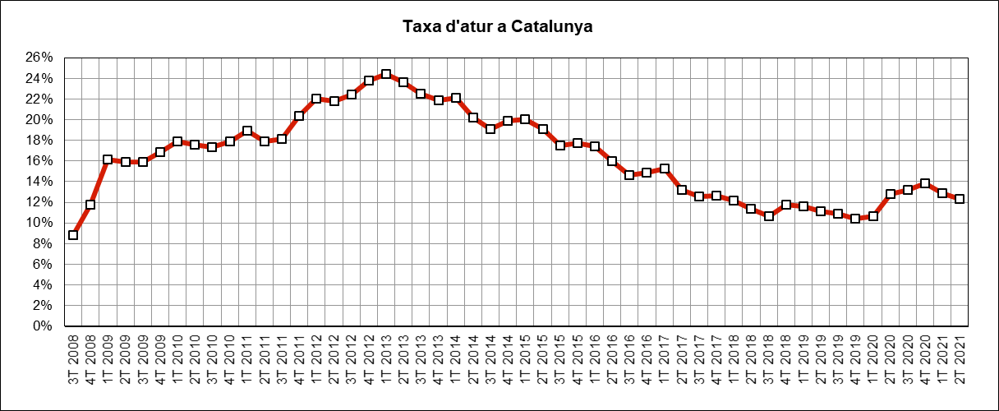 Taxa d'atur a Catalunya
26%
24%
22%
20%
18%
16%
14%
12%
10%
8%
6%
4%
2%
0%
3T 2008
4T 2008
1T 2009
2T 2009
3T 2009
4T 2009
1T 2010
2T 2010
3T 2010
4T 2010
1T 2011
2T 2011
3T 2011
4T 2011
1T 2012
2T 2012
3T 2012
4T 2012
1T 2013
2T 2013
3T 2013
4T 2013
1T 2014
2T 2014
3T 2014
4T 2014
1T 2015
2T 2015
3T 2015
4T 2015
1T 2016
2T 2016
3T 2016
4T 2016
1T 2017
2T 2017
3T 2017
4T 2017
1T 2018
2T 2018
3T 2018
4T 2018
1T 2019
2T 2019
3T 2019
4T 2019
1T 2020
2T 2020
3T 2020
4T 2020
1T 2021
2T 2021